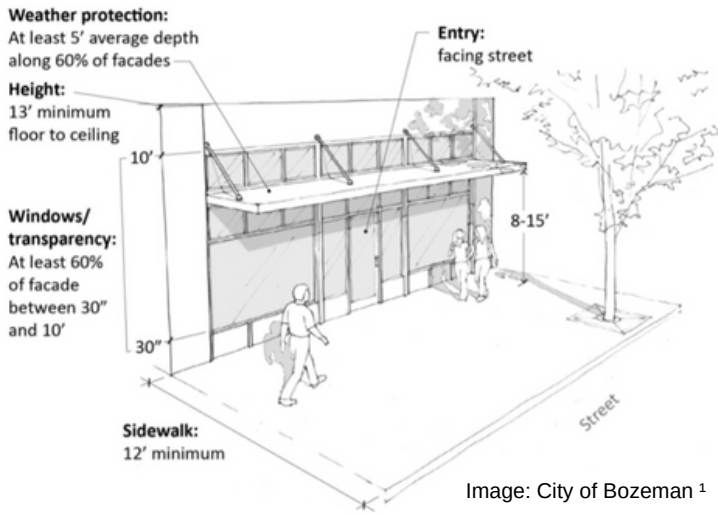 Weather protection:
At least 5′ average depth
along 60% of facades
Height:
13′ minimum
floor to ceiling
10′
Windows/
transparency:
At least 60%
of facade
between 30″
and 10′
30″
Sidewalk:
12′ minimum
Entry:
facing street
8-15′
Street
Image: City of Bozeman ¹